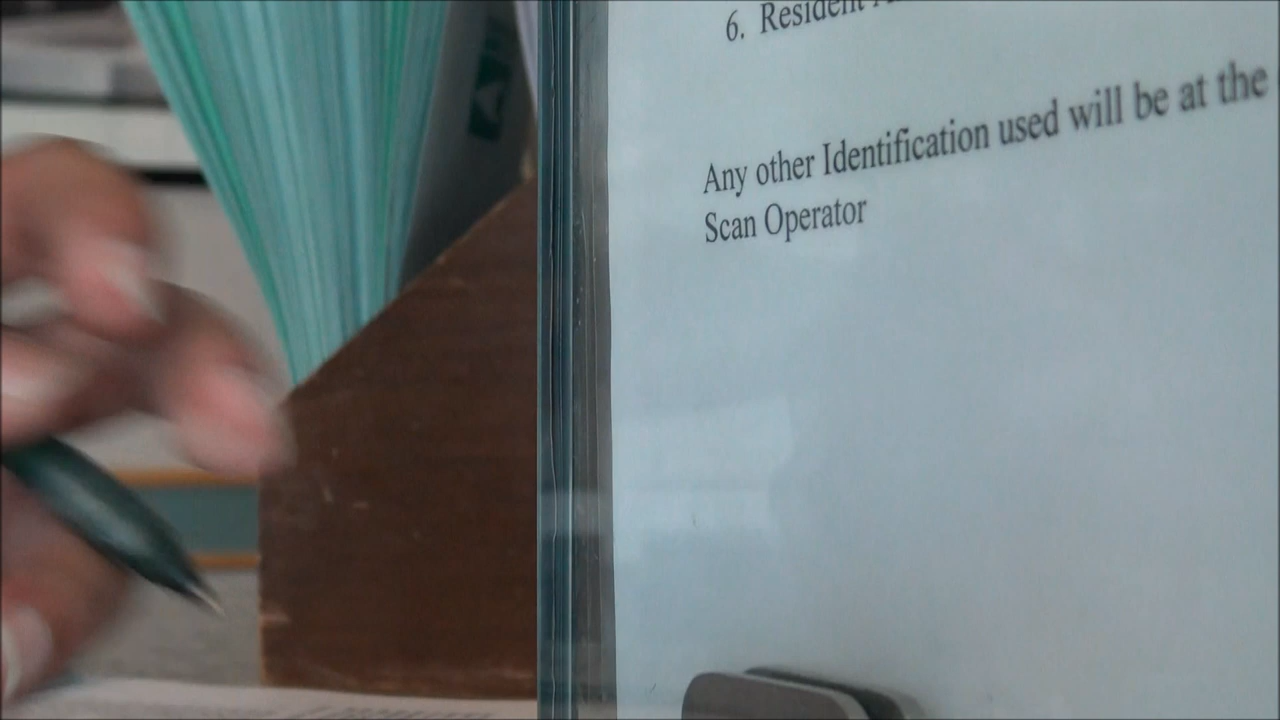 6. Resident
Any other Identification used will be at the
Scan Operator